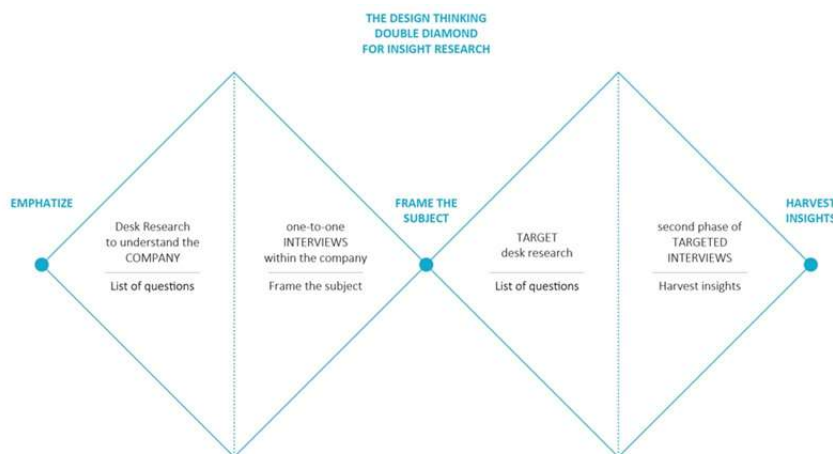 THE DESIGN THINKING
DOUBLE DIAMOND
FOR INSIGHT RESEARCH
EMPHATIZE
Desk Research
to understand the
COMPANY
List of questions
one-to-one
INTERVIEWS
within the company
Frame the subject
FRAME THE
SUBJECT
TARGET
desk research
List of questions
second phase of
TARGETED
INTERVIEWS
Harvest insights
HARVEST
INSIGHTS